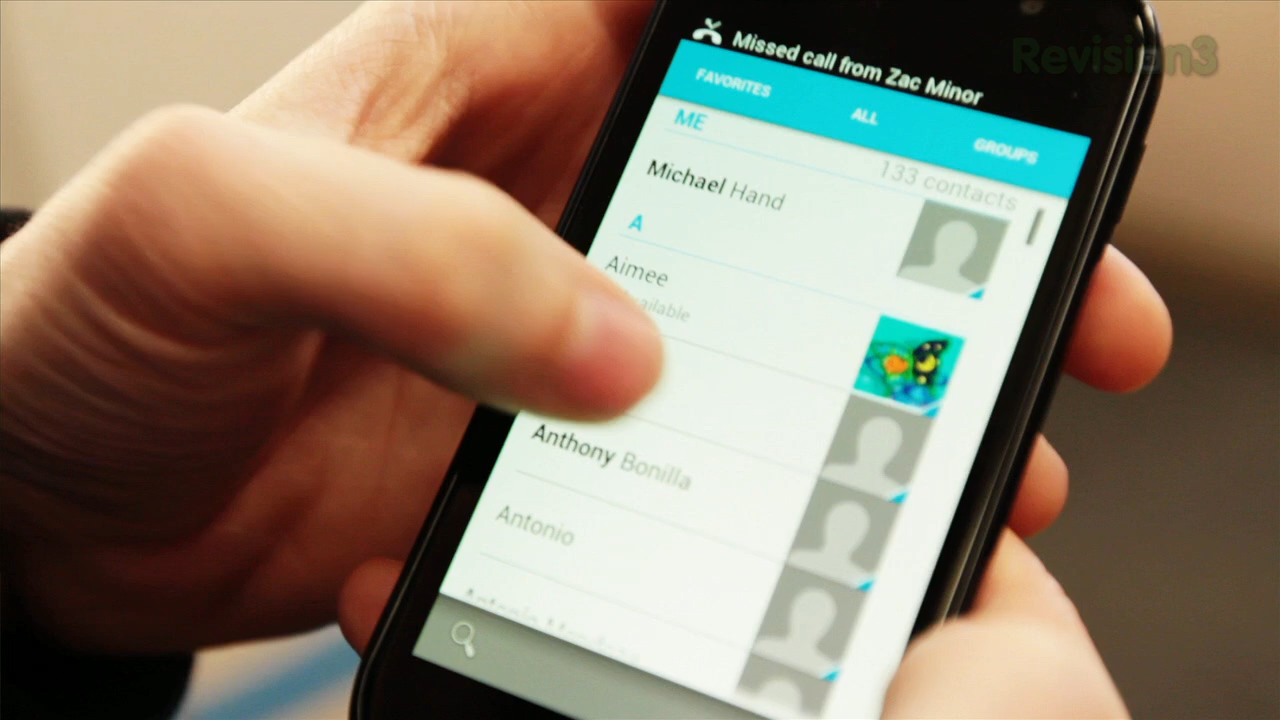 Revision3
Missed call from Zac Minor
FAVORITES
ALL
GROUPS
ME
133 contacts
Michael Hand
A
Aimee
Anthony Bonilla
Antonio